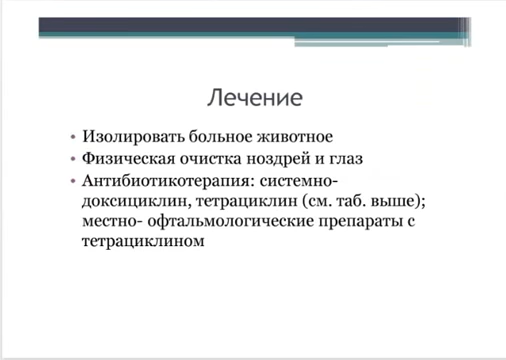 Лечение
• Изолировать больное животное
• Физическая очистка ноздрей и глаз
• Антибиотикотерапия: системно-
доксициклин, тетрациклин (см. таб. выше);
местно- офтальмологические препараты с
тетрациклином